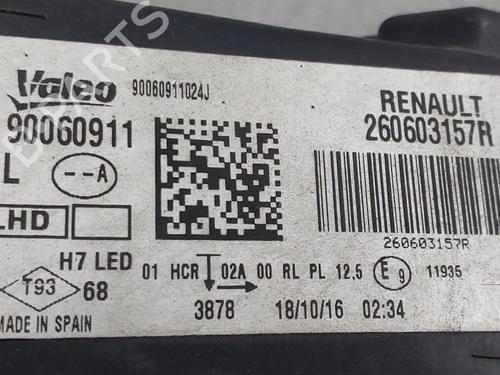 Valeo 90060911024J RENAULT
90060911 260603157R
L --A
LHD 260603157R
H7 LED 01 HCR 02A 00 RL PL 12,5 E9 11935
T93 68 3878 18/10/16 02:34
MADE IN SPAIN